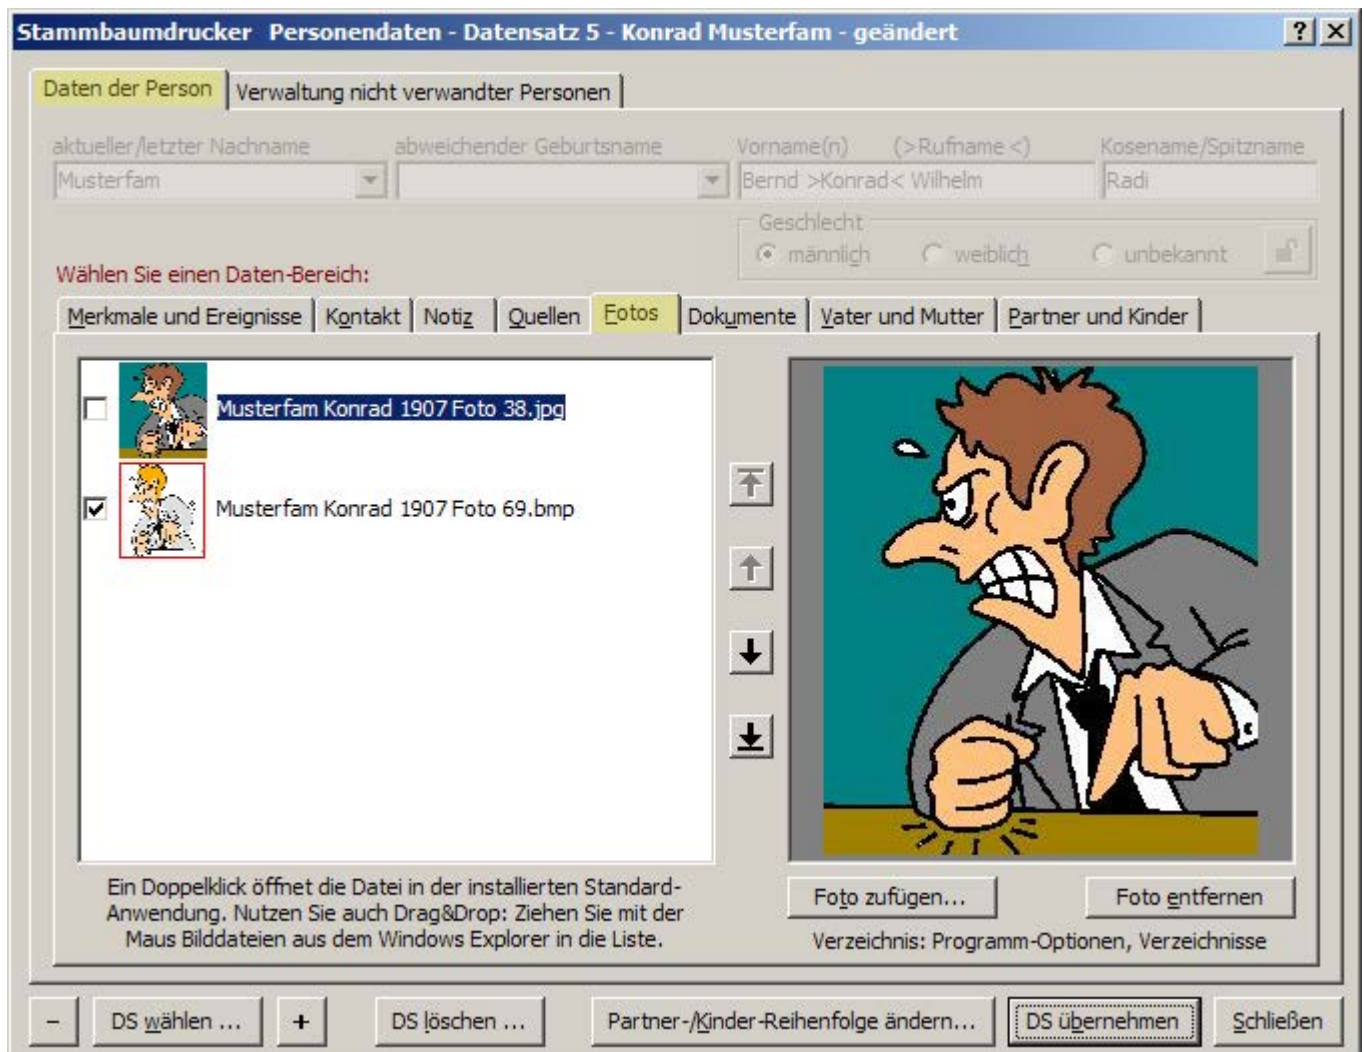 Stammbaumdrucker Personendaten - Datensatz 5 - Konrad Musterfam - geändert
Daten der Person
Verwaltung nicht verwandter Personen
aktueller/letzter Nachname
abweichender Geburtsname
Vorname(n) (>Rufname<)
Kosename/Spitzname
Musterfam
Bernd >Konrad< Wilhelm
Radi
Geschlecht
männlich
weiblich
unbekannt
Wählen Sie einen Daten-Bereich:
Merkmale und Ereignisse
Kontakt
Notiz
Quellen
Fotos
Dokumente
Vater und Mutter
Partner und Kinder
Musterfam Konrad 1907 Foto 38.jpg
Musterfam Konrad 1907 Foto 69.bmp
Ein Doppelklick öffnet die Datei in der installierten Standard-
Anwendung. Nutzen Sie auch Drag&Drop: Ziehen Sie mit der
Maus Bilddateien aus dem Windows Explorer in die Liste.
Foto zufügen...
Foto entfernen
Verzeichnis: Programm-Optionen, Verzeichnisse
-
DS wählen ...
+
DS löschen ...
Partner-/Kinder-Reihenfolge ändern...
DS übernehmen
Schließen